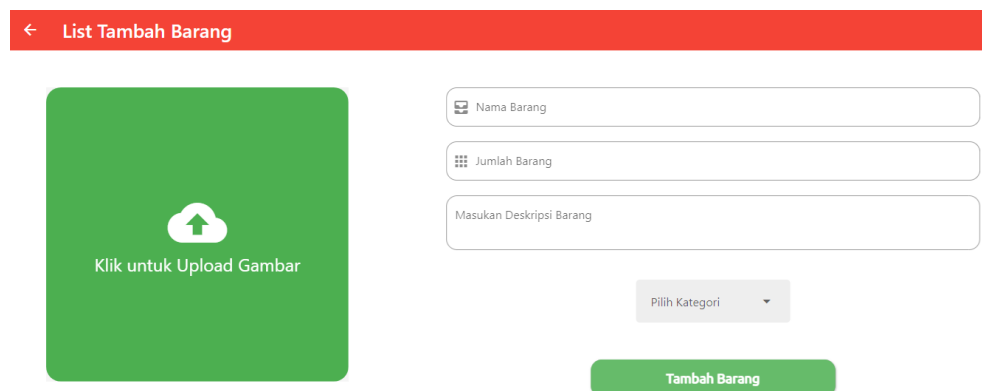 List Tambah Barang
Klik untuk Upload Gambar
Nama Barang
Jumlah Barang
Masukan Deskripsi Barang
Pilih Kategori
Tambah Barang